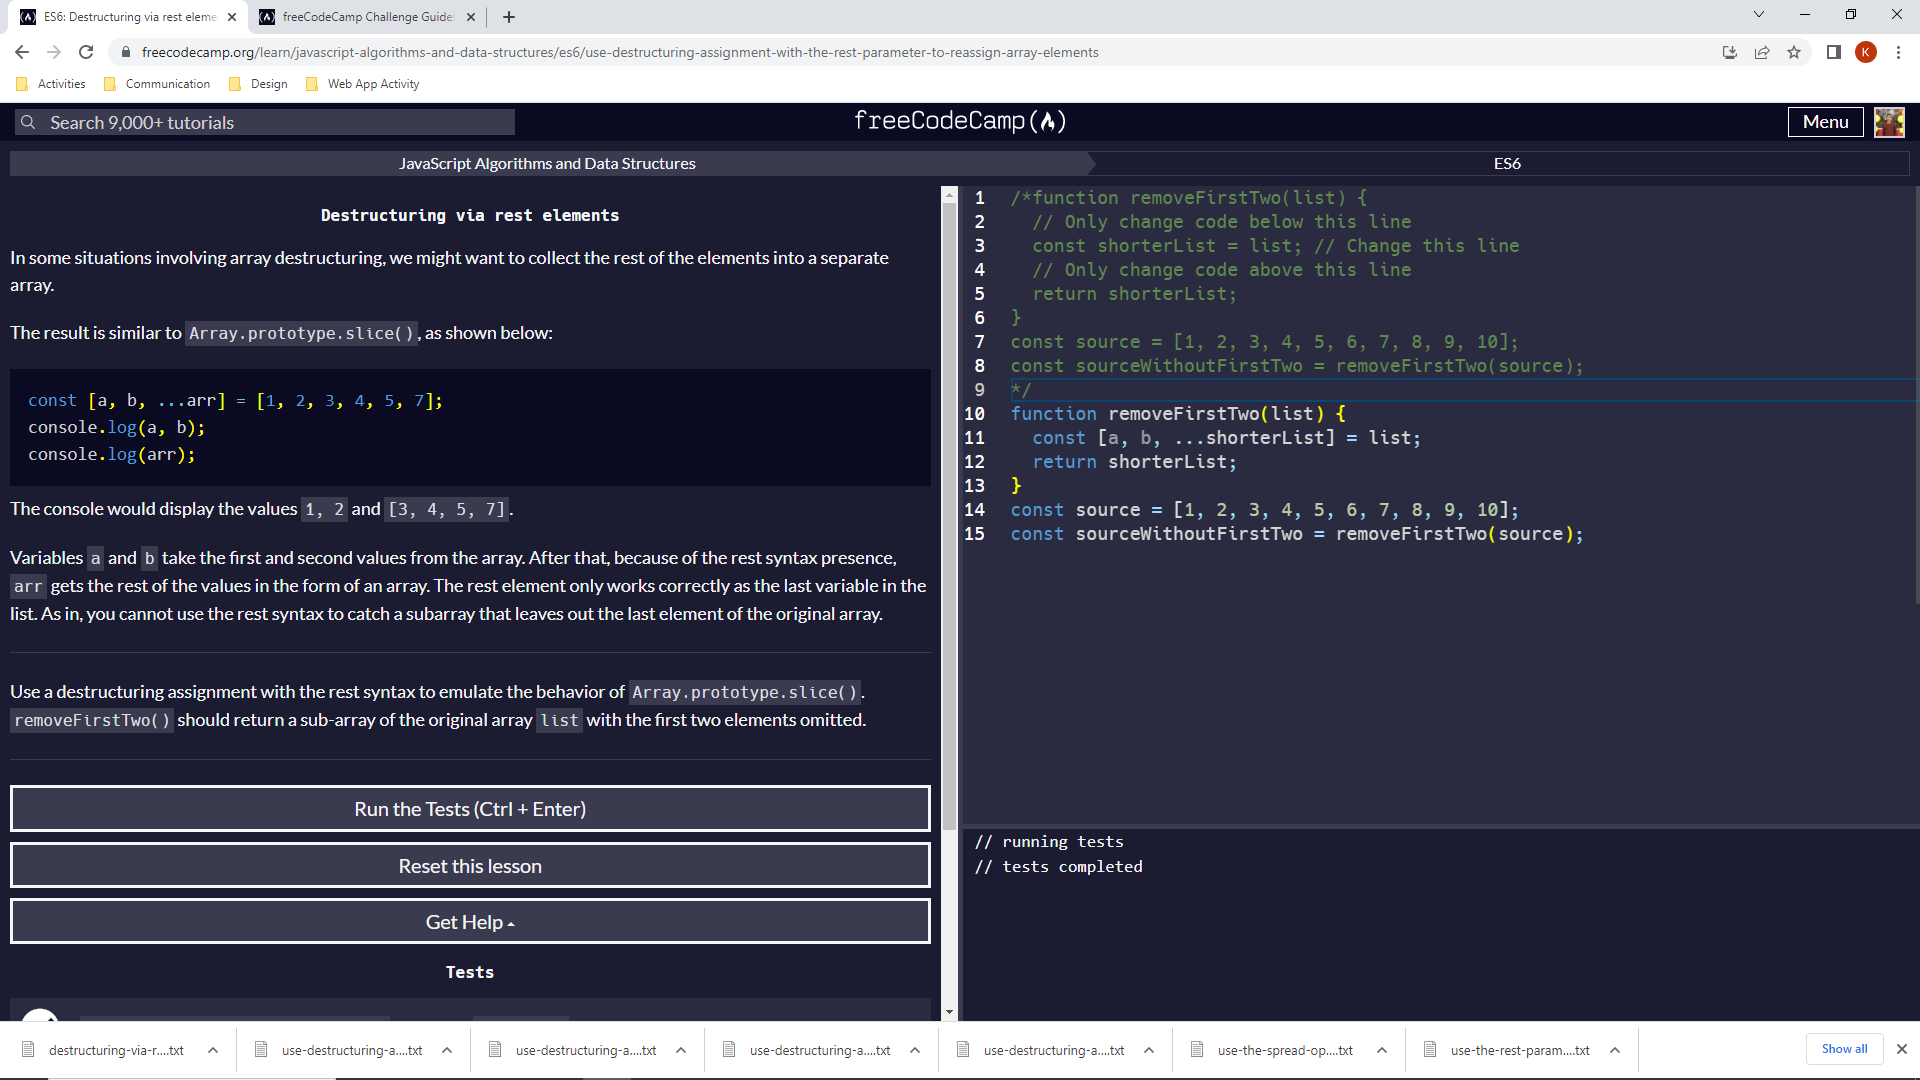 ES6: Destructuring via rest eleme
freeCodeCamp Challenge Guide:
freecodecamp.org/learn/javascript-algorithms-and-data-structures/es6/use-destructuring-assignment-with-the-rest-parameter-to-reassign-array-elements
K
Activities
Communication
Design
Web App Activity
Search 9,000+ tutorials
freeCodeCamp
Menu
JavaScript Algorithms and Data Structures
ES6
Destructuring via rest elements
In some situations involving array destructuring, we might want to collect the rest of the elements into a separate
array.
The result is similar to Array.prototype.slice(), as shown below:
const [a, b, ...arr] = [1, 2, 3, 4, 5, 7];
console.log(a, b);
console.log(arr);
The console would display the values 1, 2 and [3, 4, 5, 7].
Variables a and b take the first and second values from the array. After that, because of the rest syntax presence,
arr gets the rest of the values in the form of an array. The rest element only works correctly as the last variable in the
list. As in, you cannot use the rest syntax to catch a subarray that leaves out the last element of the original array.
Use a destructuring assignment with the rest syntax to emulate the behavior of Array.prototype.slice().
removeFirstTwo() should return a sub-array of the original array list with the first two elements omitted.
Run the Tests (Ctrl + Enter)
Reset this lesson
Get Help
Tests
1 /*function removeFirstTwo(list) {
2 // Only change code below this line
3 const shorterList = list; // Change this line
4 // Only change code above this line
5 return shorterList;
6 }
7 const source = [1, 2, 3, 4, 5, 6, 7, 8, 9, 10];
8 const sourceWithoutFirstTwo = removeFirstTwo(source);
9 */
10 function removeFirstTwo(list) {
11 const [a, b, ...shorterList] = list;
12 return shorterList;
13 }
14 const source = [1, 2, 3, 4, 5, 6, 7, 8, 9, 10];
15 const sourceWithoutFirstTwo = removeFirstTwo(source);
// running tests
// tests completed
destructuring-via-r....txt
use-destructuring-a....txt
use-destructuring-a....txt
use-destructuring-a....txt
use-destructuring-a....txt
use-the-spread-op....txt
use-the-rest-param....txt
Show all